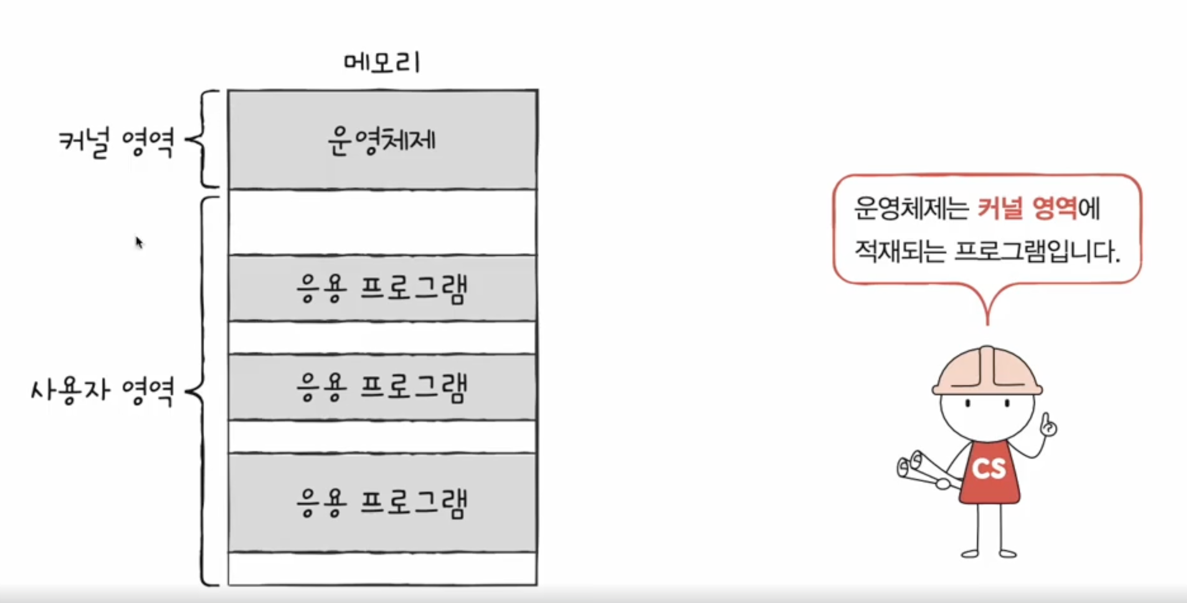 메모리
커널 영역
운영체제
사용자 영역
응용 프로그램
응용 프로그램
응용 프로그램
운영체제는 커널 영역에
적재되는 프로그램입니다.
CS